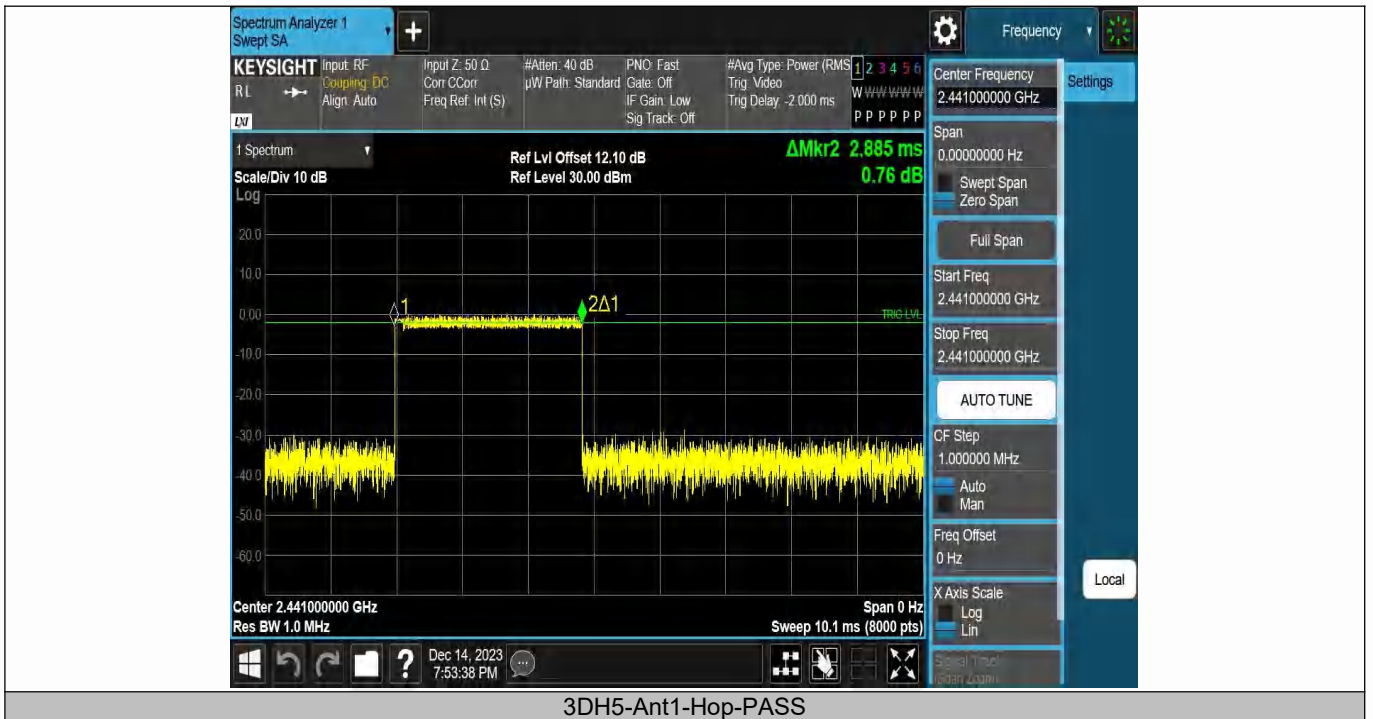 Spectrum Analyzer 1
Swept SA
+
Frequency
KEYSIGHT
R L
LXI
Input: RF
Coupling: DC
Align: Auto
Input Z: 50 Ω
Corr CCorr
Freq Ref: Int (S)
#Atten: 40 dB
µW Path: Standard
PNO: Fast
Gate: Off
IF Gain: Low
Sig Track: Off
#Avg Type: Power (RMS
Trig: Video
Trig Delay: -2.000 ms
1 2 3 4 5 6
W W W W W W
P P P P P P
1 Spectrum
Scale/Div 10 dB
Log
Ref Lvl Offset 12.10 dB
Ref Level 30.00 dBm
ΔMkr2 2.885 ms
0.76 dB
20.0
10.0
0.00
-10.0
-20.0
-30.0
-40.0
-50.0
-60.0
1
2Δ1
TRIG LVL
Center 2.441000000 GHz
Res BW 1.0 MHz
Span 0 Hz
Sweep 10.1 ms (8000 pts)
Center Frequency
2.441000000 GHz
Settings
Span
0.00000000 Hz
Swept Span
Zero Span
Full Span
Start Freq
2.441000000 GHz
Stop Freq
2.441000000 GHz
AUTO TUNE
CF Step
1.000000 MHz
Auto
Man
Freq Offset
0 Hz
X Axis Scale
Log
Lin
Signal Track
(Span Zoom)
Local
?
Dec 14, 2023
7:53:38 PM
3DH5-Ant1-Hop-PASS